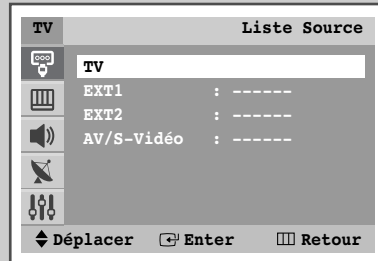 TV Liste Source
TV
EXT1 : ------
EXT2 : ------
AV/S-Vidéo : ------
Déplacer Enter Retour